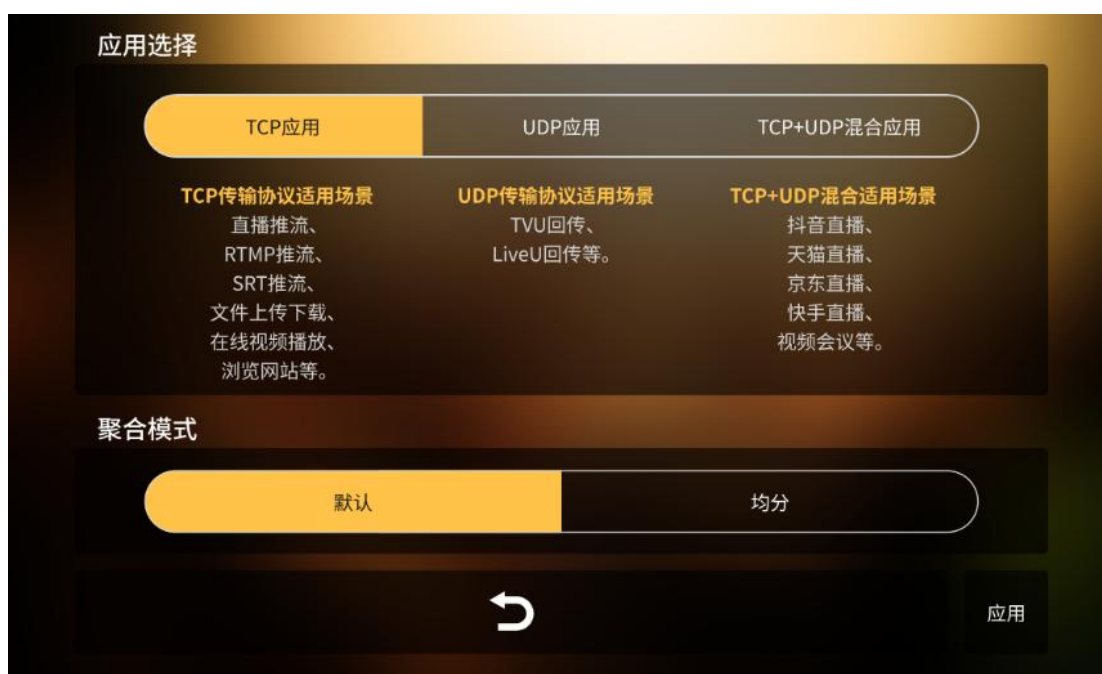 应用选择
TCP应用
UDP应用
TCP+UDP混合应用
TCP传输协议适用场景
直播推流、
RTMP推流、
SRT推流、
文件上传下载、
在线视频播放、
浏览网站等。
UDP传输协议适用场景
TVU回传、
LiveU回传等。
TCP+UDP混合适用场景
抖音直播、
天猫直播、
京东直播、
快手直播、
视频会议等。
聚合模式
默认
均分
应用